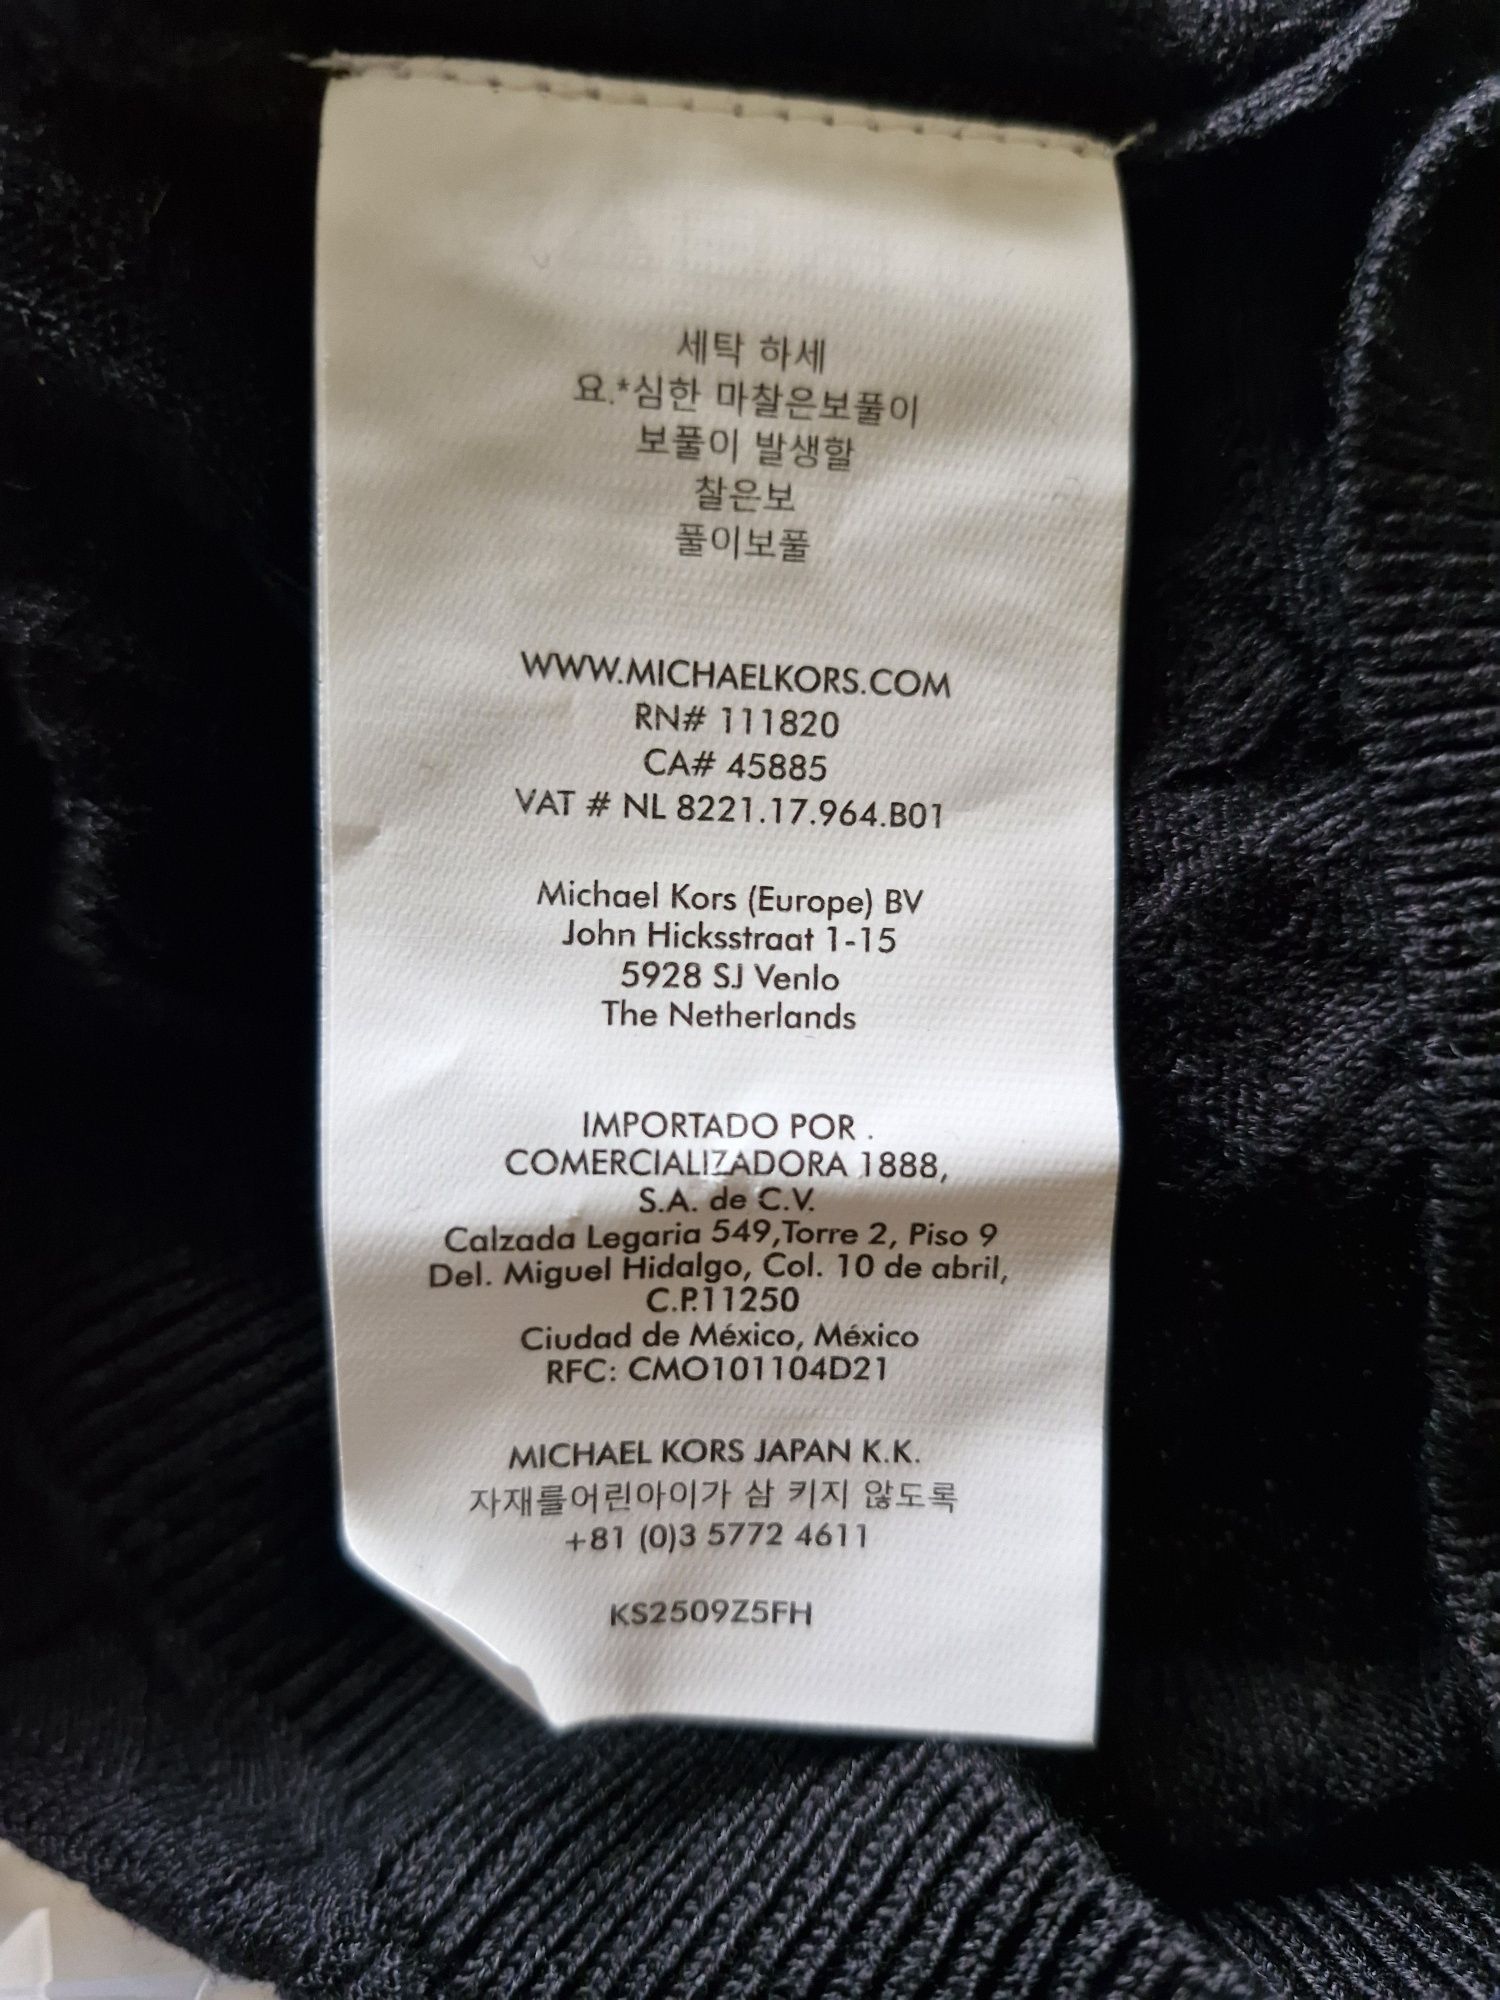 세탁 하세
요.*심한 마찰은보풀이
보풀이 발생할
찰은보
풀이보풀
WWW.MICHAELKORS.COM
RN# 111820
CA# 45885
VAT # NL 8221.17.964.B01
Michael Kors (Europe) BV
John Hicksstraat 1-15
5928 SJ Venlo
The Netherlands
IMPORTADO POR .
COMERCIALIZADORA 1888,
S.A. de C.V.
Calzada Legaria 549,Torre 2, Piso 9
Del. Miguel Hidalgo, Col. 10 de abril,
C.P.11250
Ciudad de México, México
RFC: CMO101104D21
MICHAEL KORS JAPAN K.K.
자재를어린아이가 삼 키지 않도록
+81 (0)3 5772 4611
KS2509Z5FH